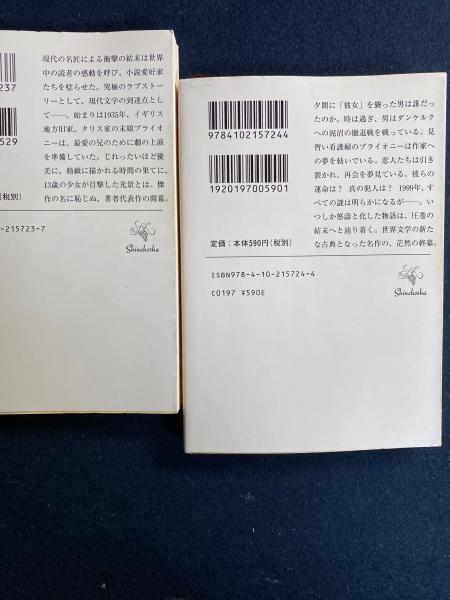 237
529
(税別)
-215723-7
現代の名匠による衝撃の結末は世界
中の読者の感動を呼び、小説愛好家
たちを唸らせた。究極のラブストー
リーとして、現代文学の到達点とし
て――。始まりは1935年、イギリス
地方旧家。タリス家の末娘ブライオ
ニーは、最愛の兄のために劇の上演
を準備していた。じれったいほど優
美に、精緻に描かれる時間の果てに、
13歳の少女が目撃した光景とは。傑
作の名に恥じぬ、著者代表作の開幕。
Shinchosha
9784102157244
1920197005901
定価:本体590円(税別)
ISBN978-4-10-215724-4
C0197 ¥590E
夕闇に「彼女」を襲った男は誰だっ
たのか。時は過ぎ、男はダンケルク
への泥沼の撤退戦を戦っている。見
習い看護婦のブライオニーは作家へ
の夢を紡いでいる。恋人たちは引き
裂かれ、再会を夢見ている。彼らの
運命は? 真の犯人は? 1999年、す
べての謎は明らかになるが――。い
つしか怒濤と化した物語は、圧巻の
結末へと辿り着く。世界文学の新た
な古典となった名作の、茫然の終幕。
Shinchosha